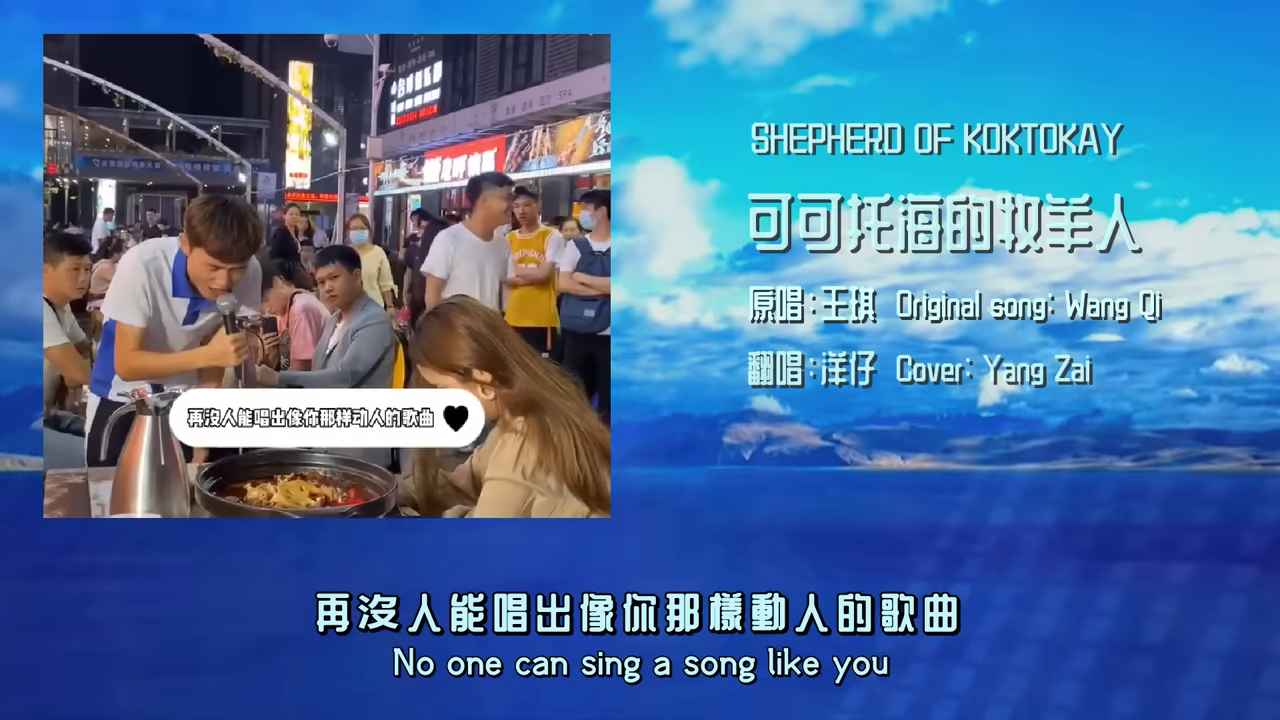 SHEPHERD OF KOKTOKAY
可可托海的牧羊人
原唱:王琪 Original song: Wang Qi
翻唱:洋仔 Cover: Yang Zai
再沒人能唱出像你那样动人的歌曲
再沒人能唱出像你那樣動人的歌曲
No one can sing a song like you